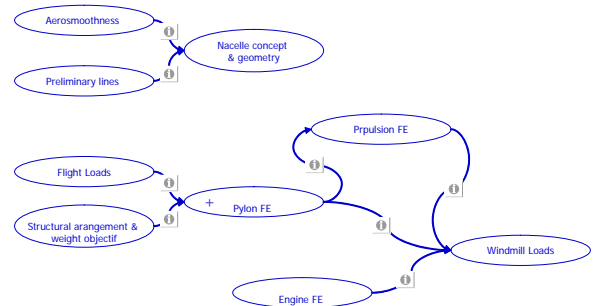 Aerosmoothness
Nacelle concept
& geometry
Preliminary lines
Prpulsion FE
Flight Loads
+ Pylon FE
Structural arangement &
weight objectif
Windmill Loads
Engine FE